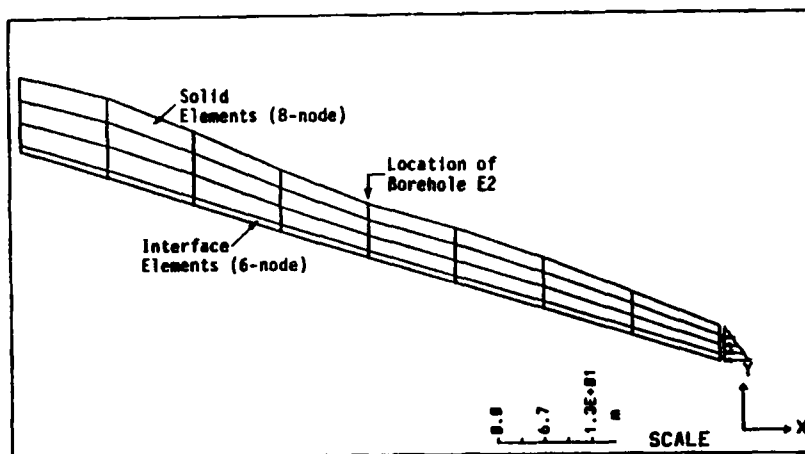 Solid
Elements (8-node)
Location of
Borehole E2
Interface
Elements (6-node)
0.0
6.7
1.3E+01
m
SCALE
X